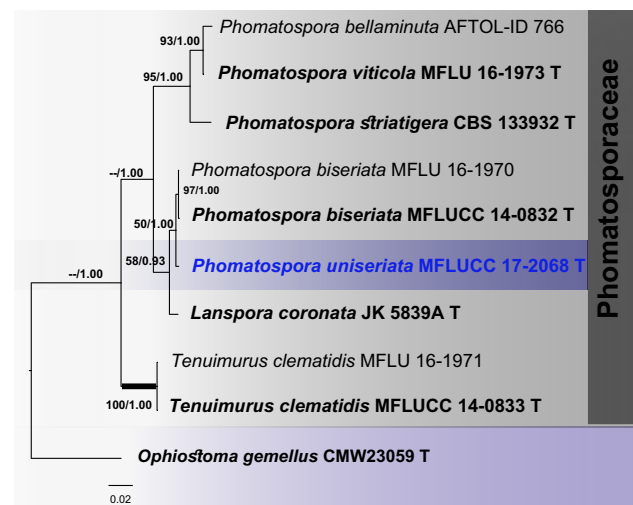 Phomatospora bellaminuta AFTOL-ID 766
93/1.00
Phomatospora viticola MFLU 16-1973 T
95/1.00
Phomatospora striatigera CBS 133932 T
Phomatospora biseriata MFLU 16-1970
--/1.00
97/1.00
Phomatospora biseriata MFLUCC 14-0832 T
50/1.00
58/0.93
Phomatospora uniseriata MFLUCC 17-2068 T
--/1.00
Lanspora coronata JK 5839A T
Tenuimurus clematidis MFLU 16-1971
100/1.00
Tenuimurus clematidis MFLUCC 14-0833 T
Phomatosporaceae
Ophiostoma gemellus CMW23059 T
0.02